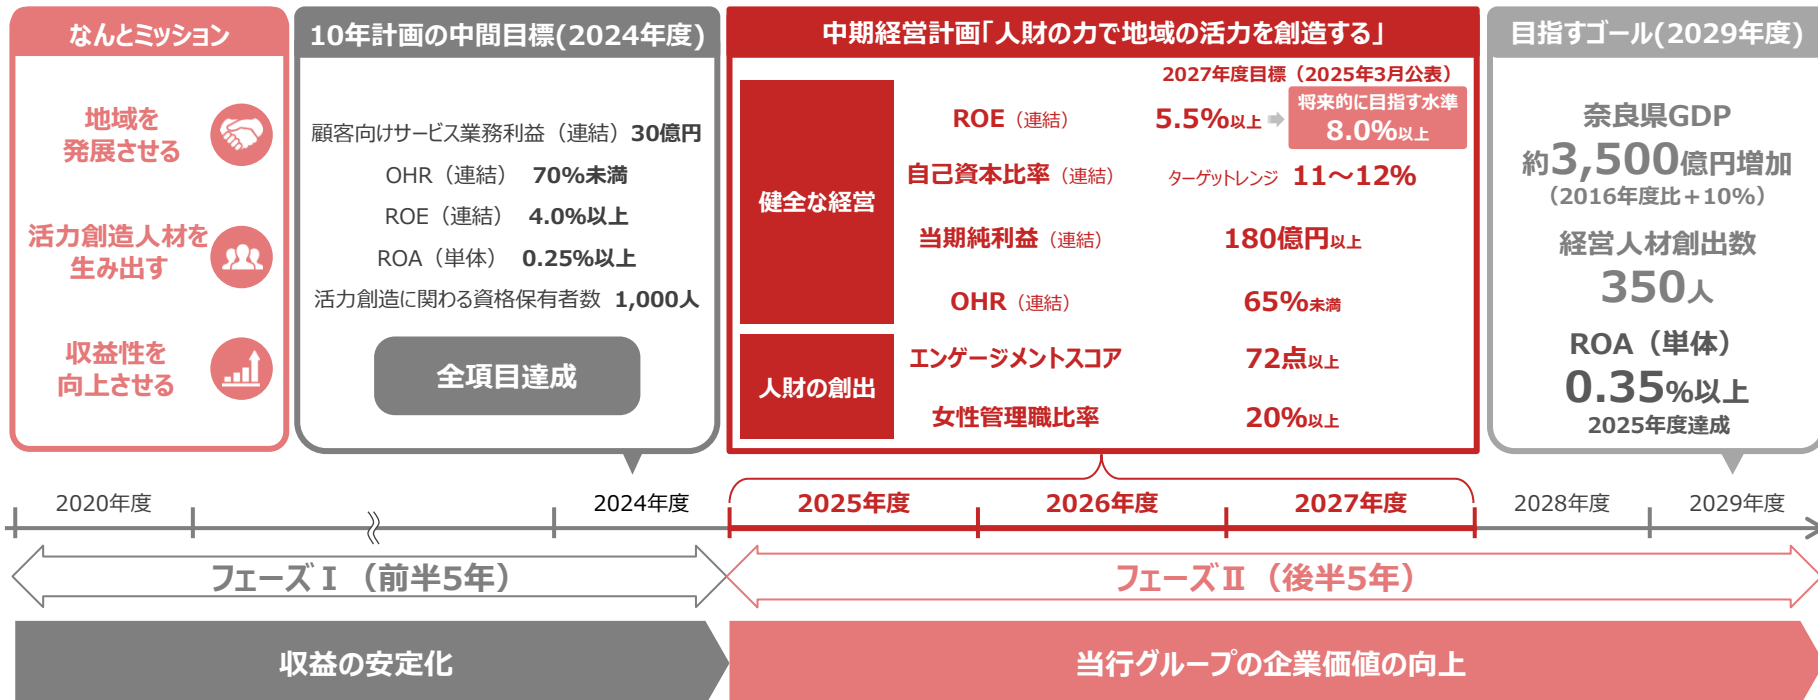 なんとミッション
地域を
発展させる
活力創造人材を
生み出す
収益性を
向上させる
10年計画の中間目標(2024年度)
顧客向けサービス業務利益（連結）30億円
OHR（連結） 70%未満
ROE（連結） 4.0%以上
ROA（単体） 0.25%以上
活力創造に関わる資格保有者数 1,000人
全項目達成
中期経営計画「人財の力で地域の活力を創造する」
2027年度目標（2025年3月公表）
健全な経営
ROE（連結） 5.5%以上
将来的に目指す水準
8.0%以上
自己資本比率（連結） ターゲットレンジ 11～12%
当期純利益（連結） 180億円以上
OHR（連結） 65%未満
人財の創出
エンゲージメントスコア 72点以上
女性管理職比率 20%以上
目指すゴール(2029年度)
奈良県GDP
約3,500億円増加
（2016年度比＋10%）
経営人材創出数
350人
ROA（単体）
0.35%以上
2025年度達成
2020年度 2024年度 2025年度 2026年度 2027年度 2028年度 2029年度
フェーズⅠ（前半5年） フェーズⅡ（後半5年）
収益の安定化 当行グループの企業価値の向上